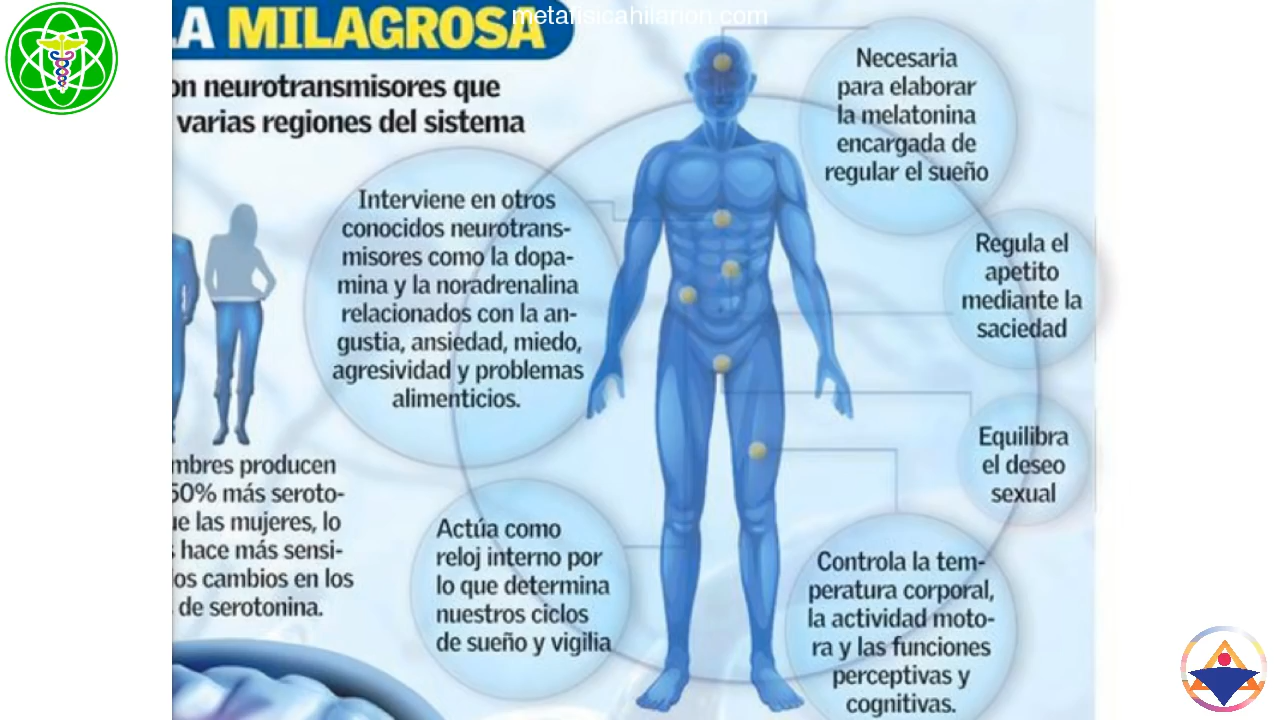 metafisicahilarion.com
LA MILAGROSA
on neurotransmisores que
varias regiones del sistema
Necesaria
para elaborar
la melatonina
encargada de
regular el sueño
Interviene en otros
conocidos neurotrans-
misores como la dopa-
mina y la noradrenalina
relacionados con la an-
gustia, ansiedad, miedo,
agresividad y problemas
alimenticios.
Regula el
apetito
mediante la
saciedad
Equilibra
el deseo
sexual
mbres producen
50% más seroto-
ue las mujeres, lo
hace más sensi-
os cambios en los
de serotonina.
Actúa como
reloj interno por
lo que determina
nuestros ciclos
de sueño y vigilia
Controla la tem-
peratura corporal,
la actividad moto-
ra y las funciones
perceptivas y
cognitivas.